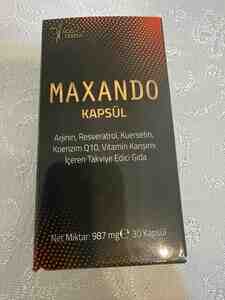 MAXANDO
KAPSÜL
Arjinin, Resveratrol, Kuersetin,
Koenzim Q10, Vitamin Karışımı
İçeren Takviye Edici Gıda
Net Miktar: 987 mg℮ 30 Kapsül